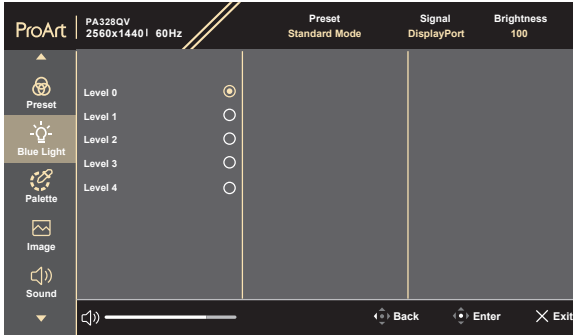 ProArt
PA328QV
2560x1440 60Hz
Preset
Standard Mode
Signal
DisplayPort
Brightness
100
Preset
Blue Light
Palette
Image
Sound
Level 0
Level 1
Level 2
Level 3
Level 4
Back
Enter
Exit